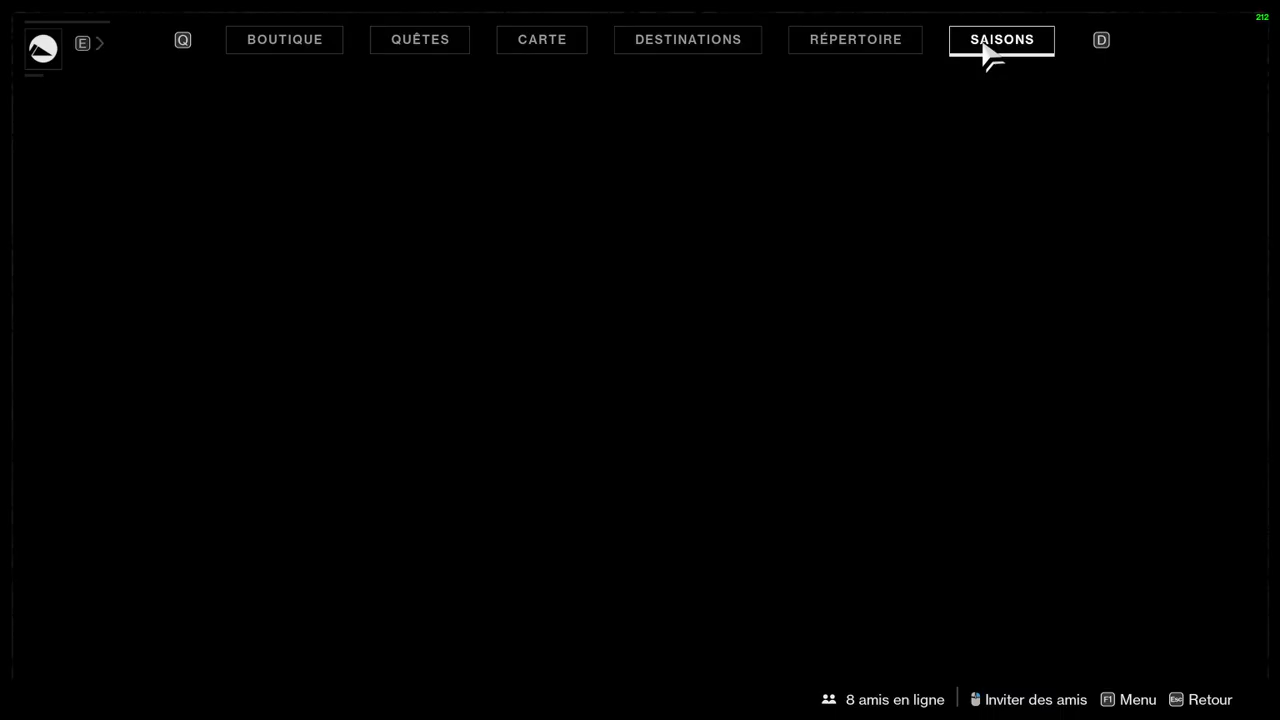 212
E
Q
BOUTIQUE
QUÊTES
CARTE
DESTINATIONS
RÉPERTOIRE
SAISONS
D
8 amis en ligne
Inviter des amis
F1 Menu
Esc Retour